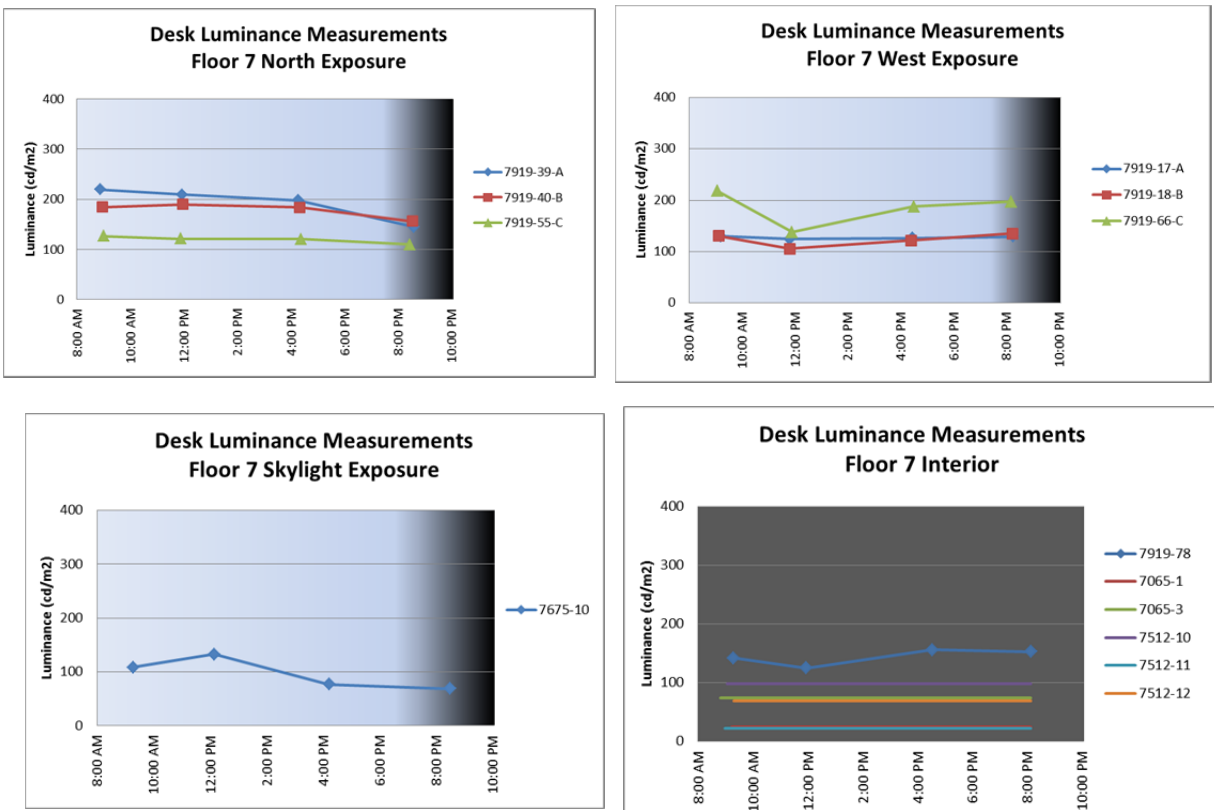 Desk Luminance Measurements
Floor 7 North Exposure
Luminance (cd/m2)
400
300
200
100
0
8:00 AM
10:00 AM
12:00 PM
2:00 PM
4:00 PM
6:00 PM
8:00 PM
10:00 PM
7919-39-A
7919-40-B
7919-55-C
Desk Luminance Measurements
Floor 7 West Exposure
Luminance (cd/m2)
400
300
200
100
0
8:00 AM
10:00 AM
12:00 PM
2:00 PM
4:00 PM
6:00 PM
8:00 PM
10:00 PM
7919-17-A
7919-18-B
7919-66-C
Desk Luminance Measurements
Floor 7 Skylight Exposure
Luminance (cd/m2)
400
300
200
100
0
8:00 AM
10:00 AM
12:00 PM
2:00 PM
4:00 PM
6:00 PM
8:00 PM
10:00 PM
7675-10
Desk Luminance Measurements
Floor 7 Interior
Luminance (cd/m2)
400
300
200
100
0
8:00 AM
10:00 AM
12:00 PM
2:00 PM
4:00 PM
6:00 PM
8:00 PM
10:00 PM
7919-78
7065-1
7065-3
7512-10
7512-11
7512-12